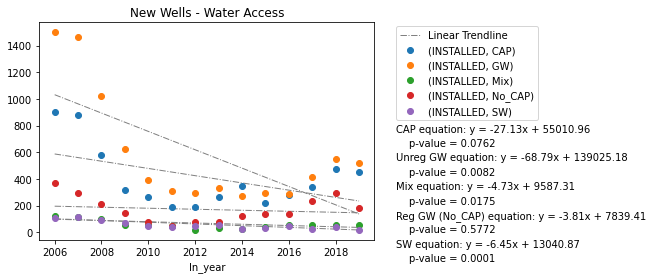 New Wells - Water Access
1400
1200
1000
800
600
400
200
0
2006
2008
2010
2012
2014
2016
2018
In_year
Linear Trendline
(INSTALLED, CAP)
(INSTALLED, GW)
(INSTALLED, Mix)
(INSTALLED, No_CAP)
(INSTALLED, SW)
CAP equation: y = -27.13x + 55010.96
p-value = 0.0762
Unreg GW equation: y = -68.79x + 139025.18
p-value = 0.0082
Mix equation: y = -4.73x + 9587.31
p-value = 0.0175
Reg GW (No_CAP) equation: y = -3.81x + 7839.41
p-value = 0.5772
SW equation: y = -6.45x + 13040.87
p-value = 0.0001